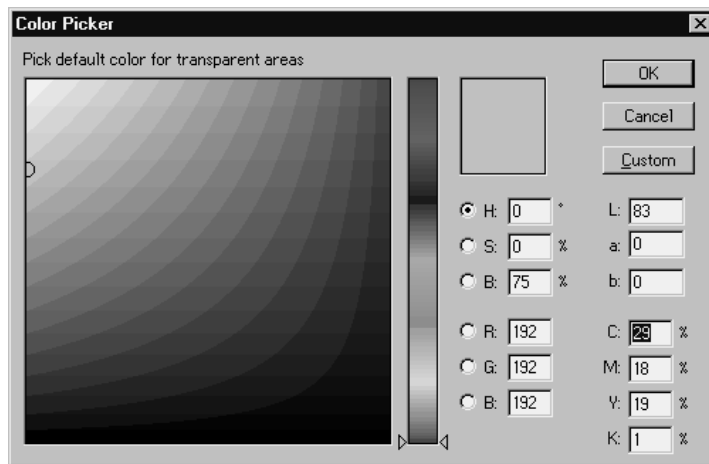 Color Picker
Pick default color for transparent areas
OK
Cancel
Custom
H: 0 °
S: 0 %
B: 75 %
R: 192
G: 192
B: 192
L: 83
a: 0
b: 0
C: 29 %
M: 18 %
Y: 19 %
K: 1 %